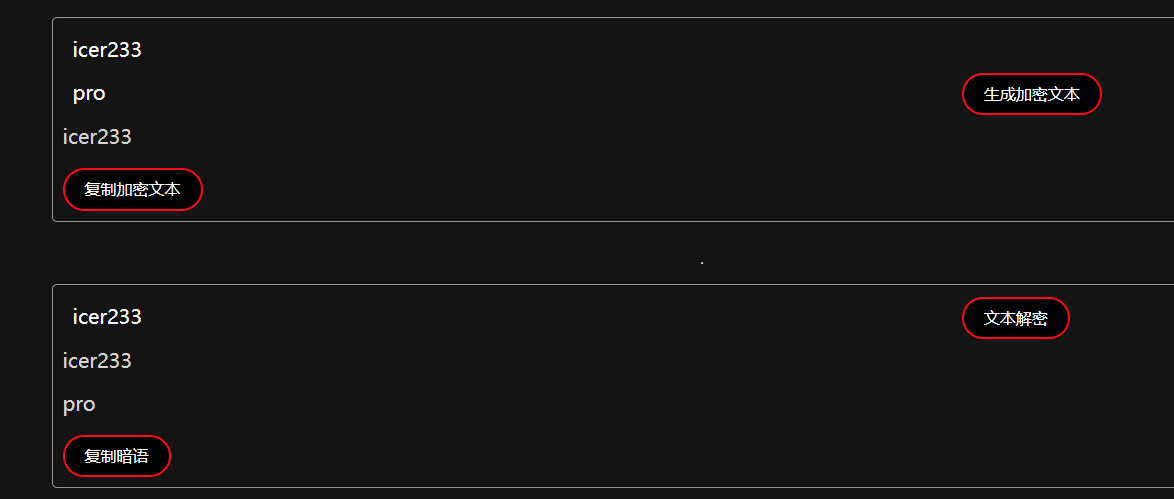 icer233
pro
生成加密文本
icer233
复制加密文本
.
icer233
文本解密
icer233
pro
复制暗语